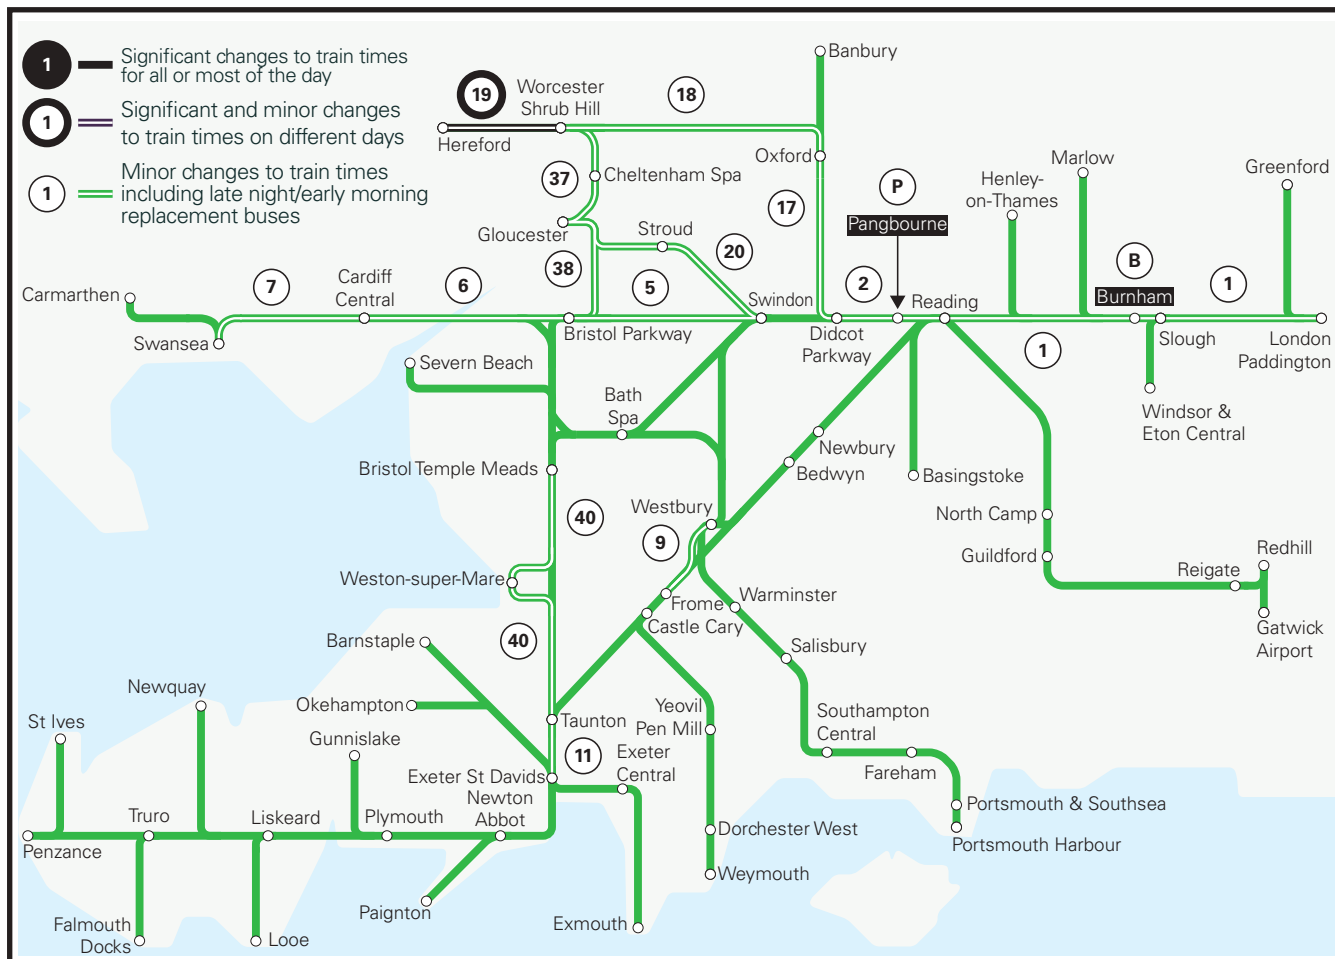 1
Significant changes to train times
for all or most of the day
1
Significant and minor changes
to train times on different days
1
Minor changes to train times
including late night/early morning
replacement buses
19
Worcester
Shrub Hill
18
Banbury
Hereford
Oxford
Marlow
Greenford
37
Cheltenham Spa
17
P
Henley-
on-Thames
Gloucester
Stroud
Pangbourne
20
38
Carmarthen
7
Cardiff
Central
6
5
Swindon
2
Reading
B
Burnham
1
Swansea
Bristol Parkway
Didcot
Parkway
1
Slough
London
Paddington
Severn Beach
Bath
Spa
Windsor &
Eton Central
Newbury
Bristol Temple Meads
Bedwyn
Basingstoke
40
Westbury
North Camp
9
Guildford
Redhill
Weston-super-Mare
Reigate
Frome
Warminster
Castle Cary
Gatwick
Airport
Barnstaple
40
Salisbury
Newquay
Okehampton
Yeovil
Pen Mill
St Ives
Taunton
Southampton
Central
Gunnislake
11
Exeter
Central
Fareham
Exeter St Davids
Newton
Abbot
Portsmouth & Southsea
Truro
Liskeard
Plymouth
Dorchester West
Portsmouth Harbour
Penzance
Weymouth
Paignton
Falmouth
Docks
Looe
Exmouth